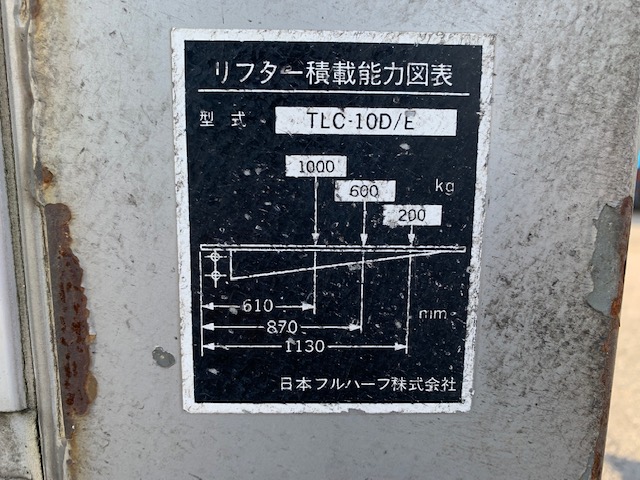 リフター積載能力図表
型式 TLC-10D/E
1000
600 kg
200
610 mm
870
1130
日本フルハーフ株式会社